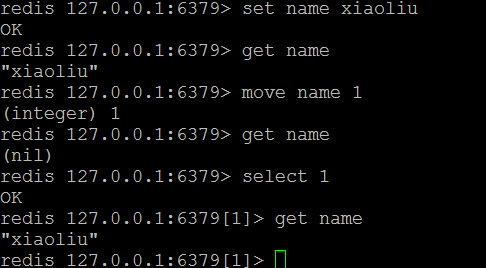 redis 127.0.0.1:6379> set name xiaoliu
OK
redis 127.0.0.1:6379> get name
"xiaoliu"
redis 127.0.0.1:6379> move name 1
(integer) 1
redis 127.0.0.1:6379> get name
(nil)
redis 127.0.0.1:6379> select 1
OK
redis 127.0.0.1:6379[1]> get name
"xiaoliu"
redis 127.0.0.1:6379[1]>